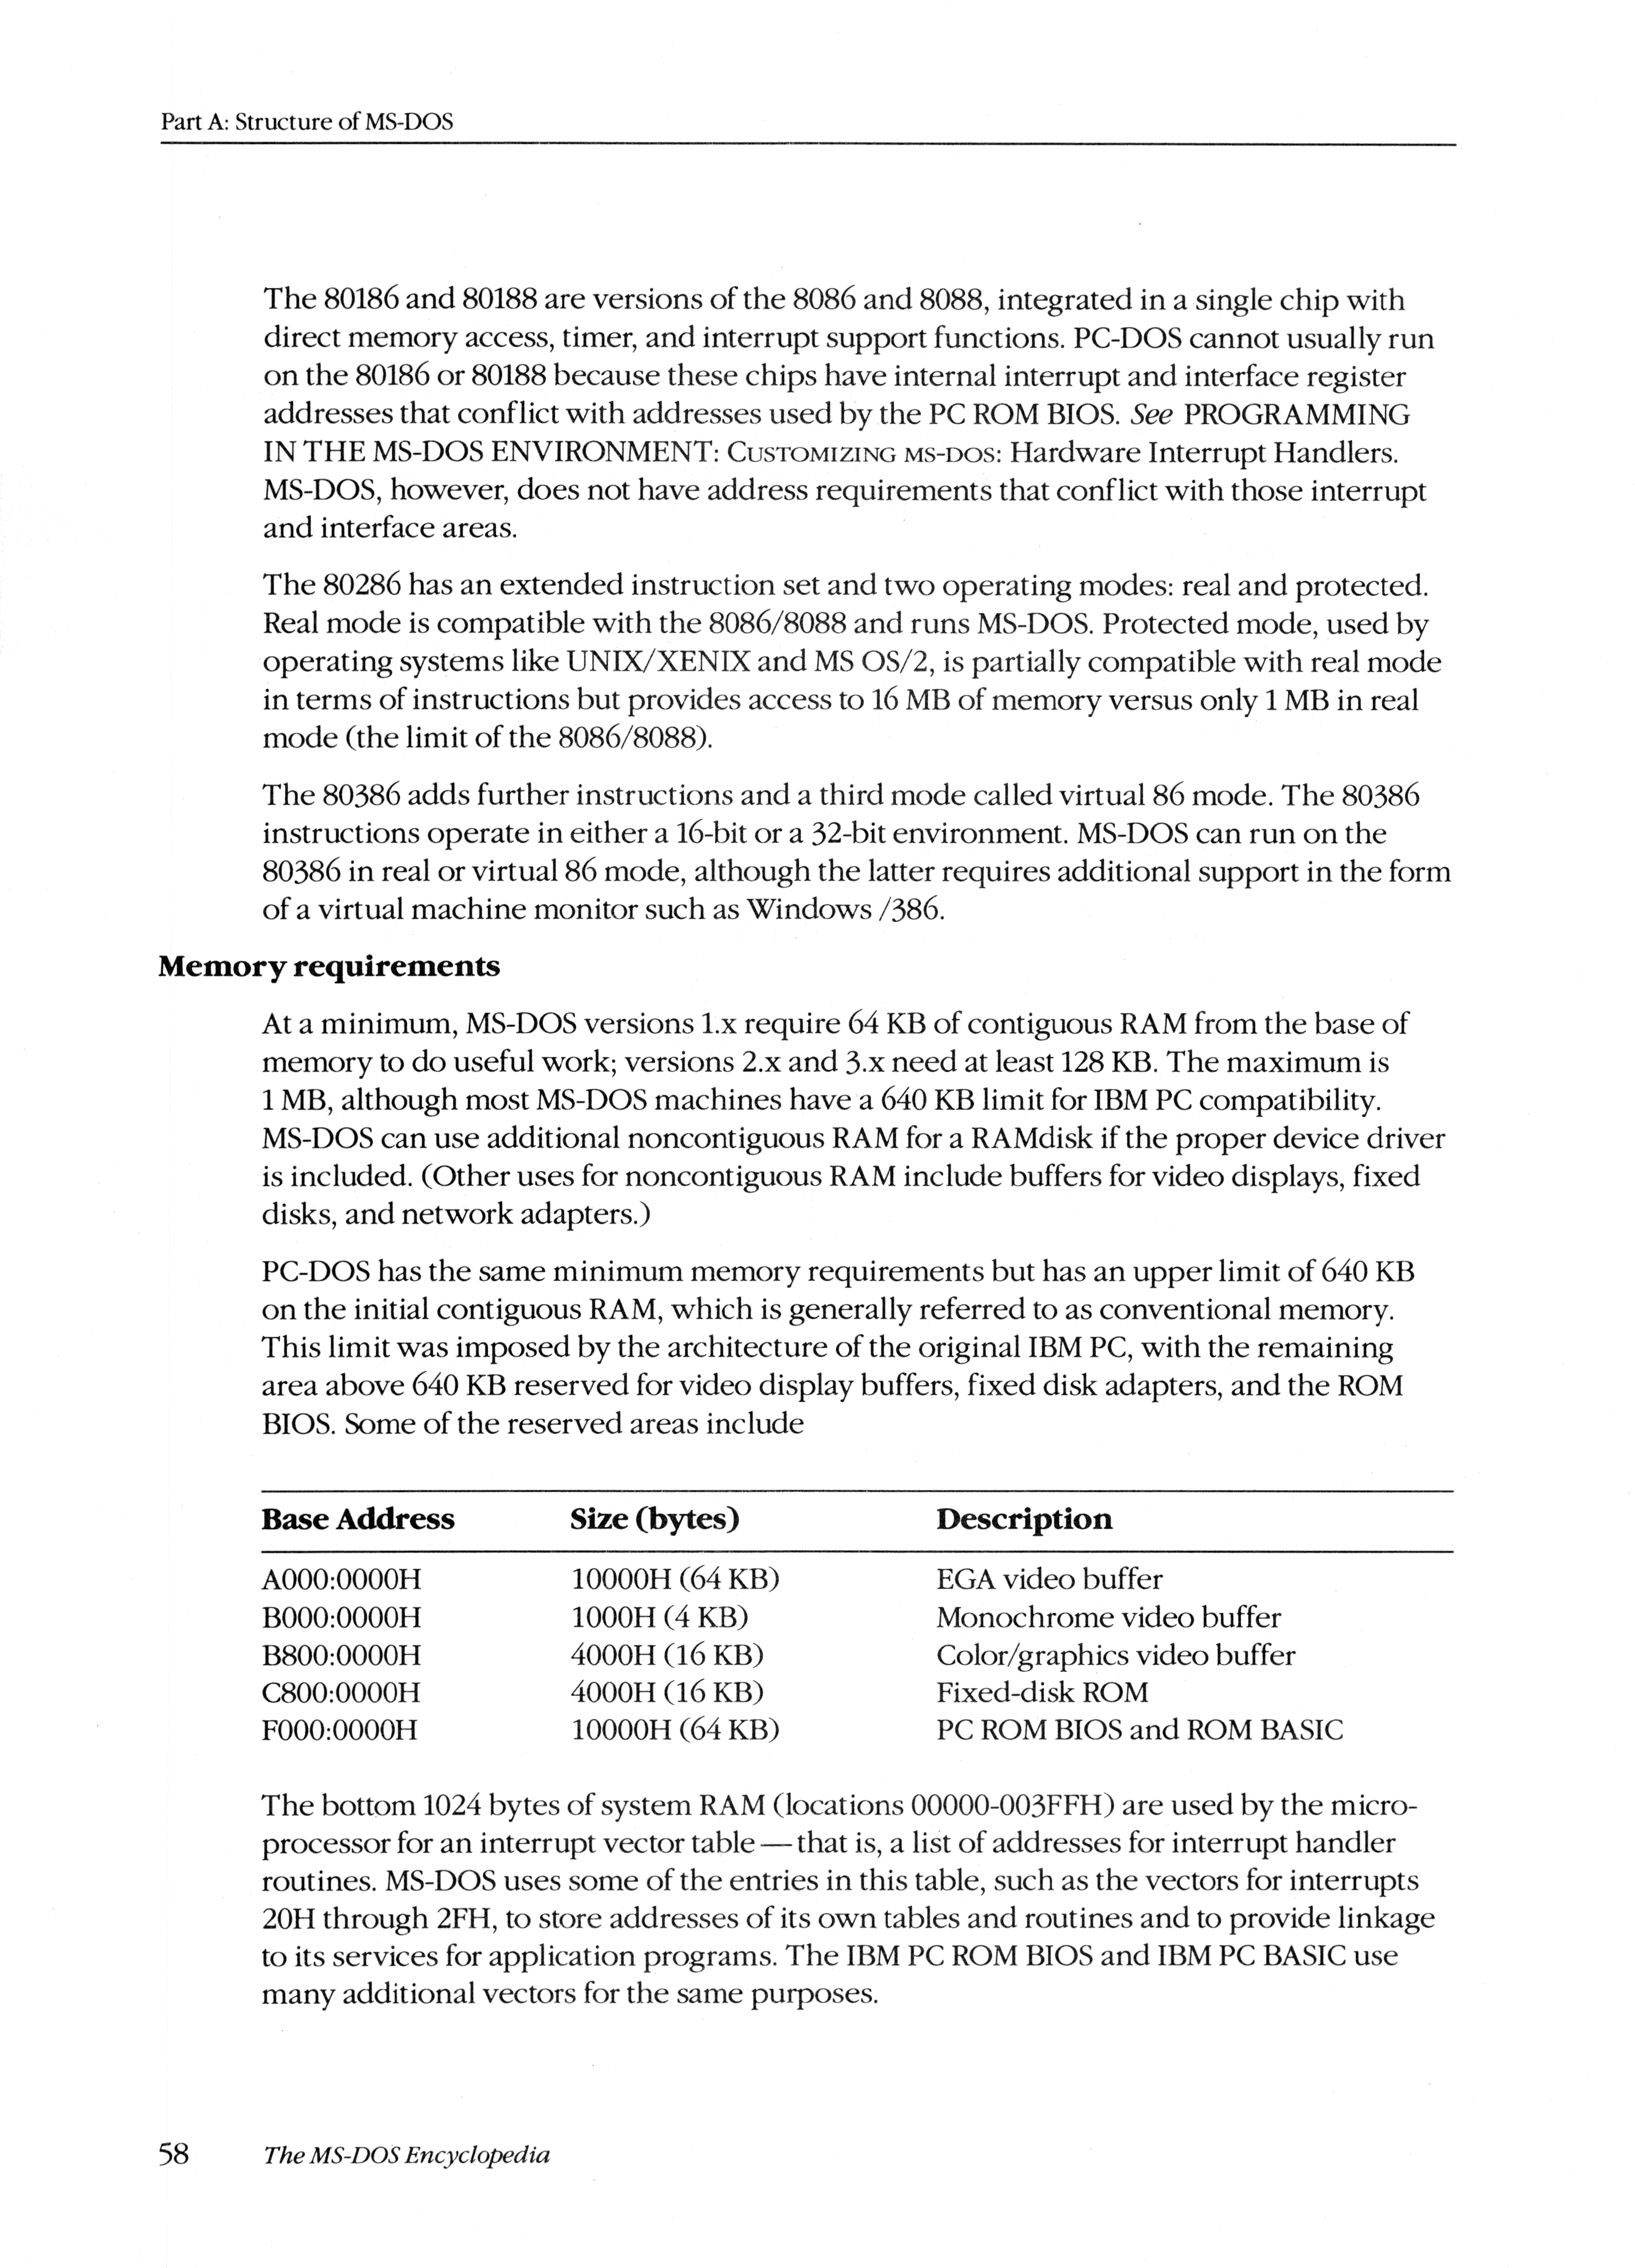 Part A: Structure of MS-DOS
The 80186 and 80188 are versions of the 8086 and 8088, integrated in a single chip with
direct memory access, timer, and interrupt support functions. PC-DOS cannot usually run
on the 80186 or 80188 because these chips have internal interrupt and interface register
addresses that conflict with addresses used by the PC ROM BIOS. See PROGRAMMING
IN THE MS-DOS ENVIRONMENT: CUSTOMIZING MS-DOS: Hardware Interrupt Handlers.
MS-DOS, however, does not have address requirements that conflict with those interrupt
and interface areas.
The 80286 has an extended instruction set and two operating modes: real and protected.
Real mode is compatible with the 8086/8088 and runs MS-DOS. Protected mode, used by
operating systems like UNIX/XENIX and MS OS/2, is partially compatible with real mode
in terms of instructions but provides access to 16 MB of memory versus only 1 MB in real
mode (the limit of the 8086/8088).
The 80386 adds further instructions and a third mode called virtual 86 mode. The 80386
instructions operate in either a 16-bit or a 32-bit environment. MS-DOS can run on the
80386 in real or virtual 86 mode, although the latter requires additional support in the form
of a virtual machine monitor such as Windows /386.
Memory requirements
At a minimum, MS-DOS versions 1.x require 64 KB of contiguous RAM from the base of
memory to do useful work; versions 2.x and 3.x need at least 128 KB. The maximum is
1 MB, although most MS-DOS machines have a 640 KB limit for IBM PC compatibility.
MS-DOS can use additional noncontiguous RAM for a RAMdisk if the proper device driver
is included. (Other uses for noncontiguous RAM include buffers for video displays, fixed
disks, and network adapters.)
PC-DOS has the same minimum memory requirements but has an upper limit of 640 KB
on the initial contiguous RAM, which is generally referred to as conventional memory.
This limit was imposed by the architecture of the original IBM PC, with the remaining
area above 640 KB reserved for video display buffers, fixed disk adapters, and the ROM
BIOS. Some of the reserved areas include
Base Address Size (bytes) Description
A000:0000H 10000H (64 KB) EGA video buffer
B000:0000H 1000H (4 KB) Monochrome video buffer
B800:0000H 4000H (16 KB) Color/graphics video buffer
C800:0000H 4000H (16 KB) Fixed-disk ROM
F000:0000H 10000H (64 KB) PC ROM BIOS and ROM BASIC
The bottom 1024 bytes of system RAM (locations 00000-003FFH) are used by the micro-
processor for an interrupt vector table — that is, a list of addresses for interrupt handler
routines. MS-DOS uses some of the entries in this table, such as the vectors for interrupts
20H through 2FH, to store addresses of its own tables and routines and to provide linkage
to its services for application programs. The IBM PC ROM BIOS and IBM PC BASIC use
many additional vectors for the same purposes.
58 The MS-DOS Encyclopedia